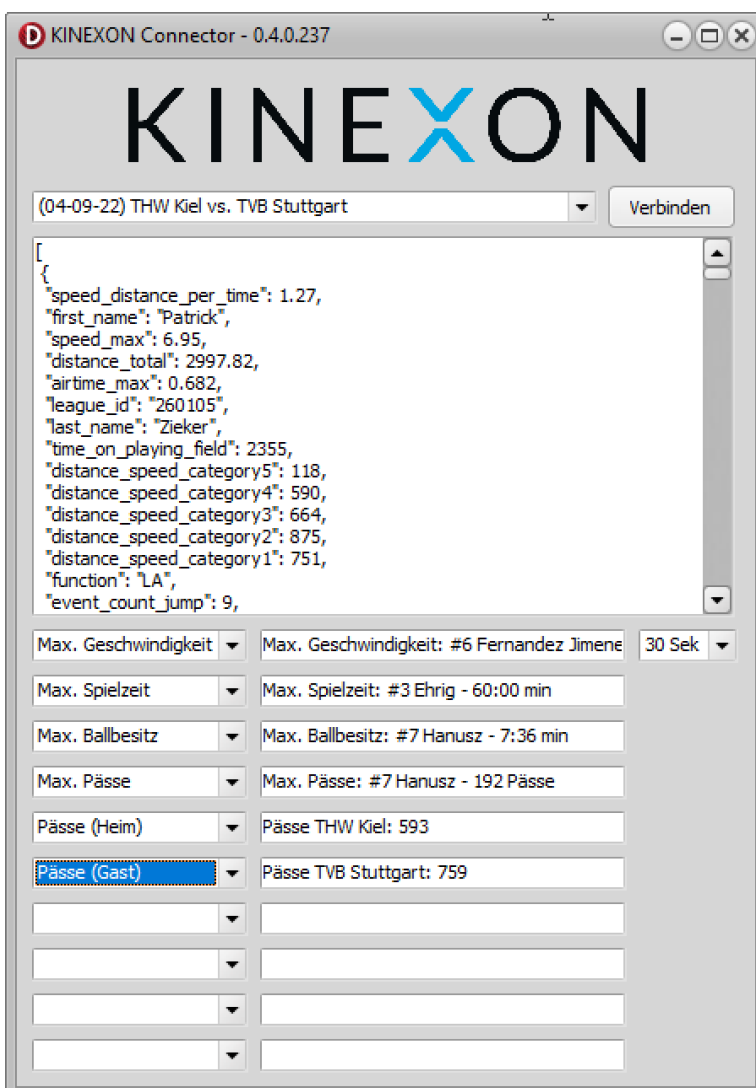 KINEXON Connector - 0.4.0.237
KINEXON
(04-09-22) THW Kiel vs. TVB Stuttgart
Verbinden
[
{
"speed_distance_per_time": 1.27,
"first_name": "Patrick",
"speed_max": 6.95,
"distance_total": 2997.82,
"airtime_max": 0.682,
"league_id": "260105",
"last_name": "Zieker",
"time_on_playing_field": 2355,
"distance_speed_category5": 118,
"distance_speed_category4": 590,
"distance_speed_category3": 664,
"distance_speed_category2": 875,
"distance_speed_category1": 751,
"function": "LA",
"event_count_jump": 9,
Max. Geschwindigkeit Max. Geschwindigkeit: #6 Fernandez Jimene 30 Sek
Max. Spielzeit Max. Spielzeit: #3 Ehrig - 60:00 min
Max. Ballbesitz Max. Ballbesitz: #7 Hanusz - 7:36 min
Max. Pässe Max. Pässe: #7 Hanusz - 192 Pässe
Pässe (Heim) Pässe THW Kiel: 593
Pässe (Gast) Pässe TVB Stuttgart: 759